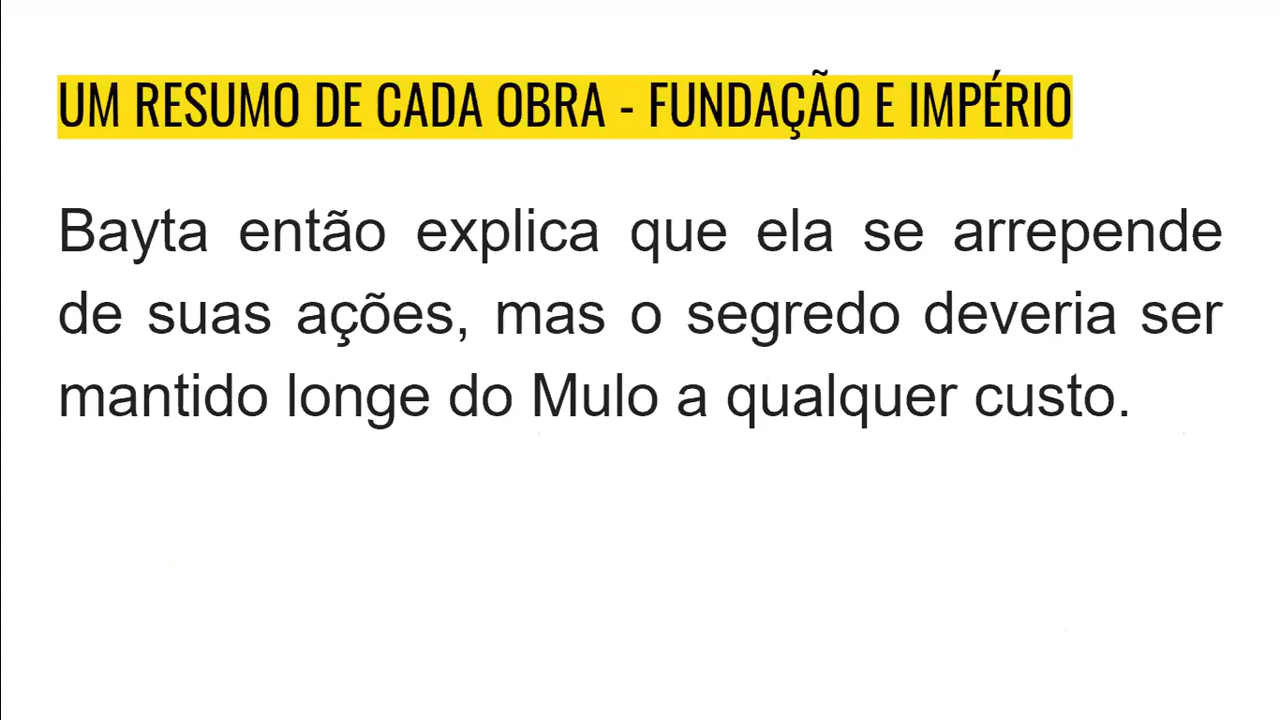 UM RESUMO DE CADA OBRA - FUNDAÇÃO E IMPÉRIO
Bayta então explica que ela se arrepende
de suas ações, mas o segredo deveria ser
mantido longe do Mulo a qualquer custo.